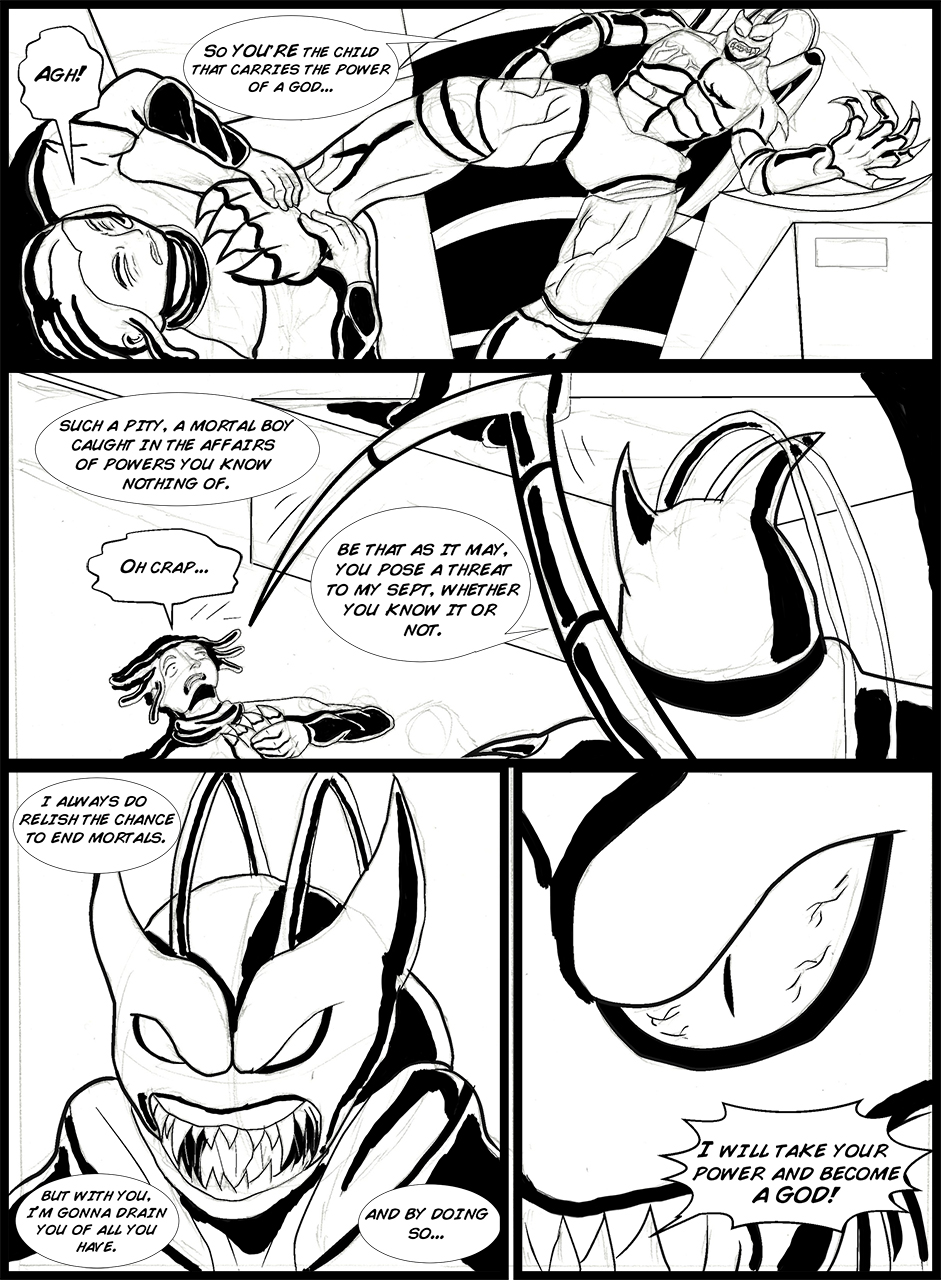 AGH!
SO YOU'RE THE CHILD
THAT CARRIES THE POWER
OF A GOD...
SUCH A PITY, A MORTAL BOY
CAUGHT IN THE AFFAIRS
OF POWERS YOU KNOW
NOTHING OF.
OH CRAP...
BE THAT AS IT MAY,
YOU POSE A THREAT
TO MY SEPT, WHETHER
YOU KNOW IT OR
NOT.
I ALWAYS DO
RELISH THE CHANCE
TO END MORTALS.
BUT WITH YOU,
I'M GONNA DRAIN
YOU OF ALL YOU
HAVE.
AND BY DOING
SO...
I WILL TAKE YOUR
POWER AND BECOME
A GOD!